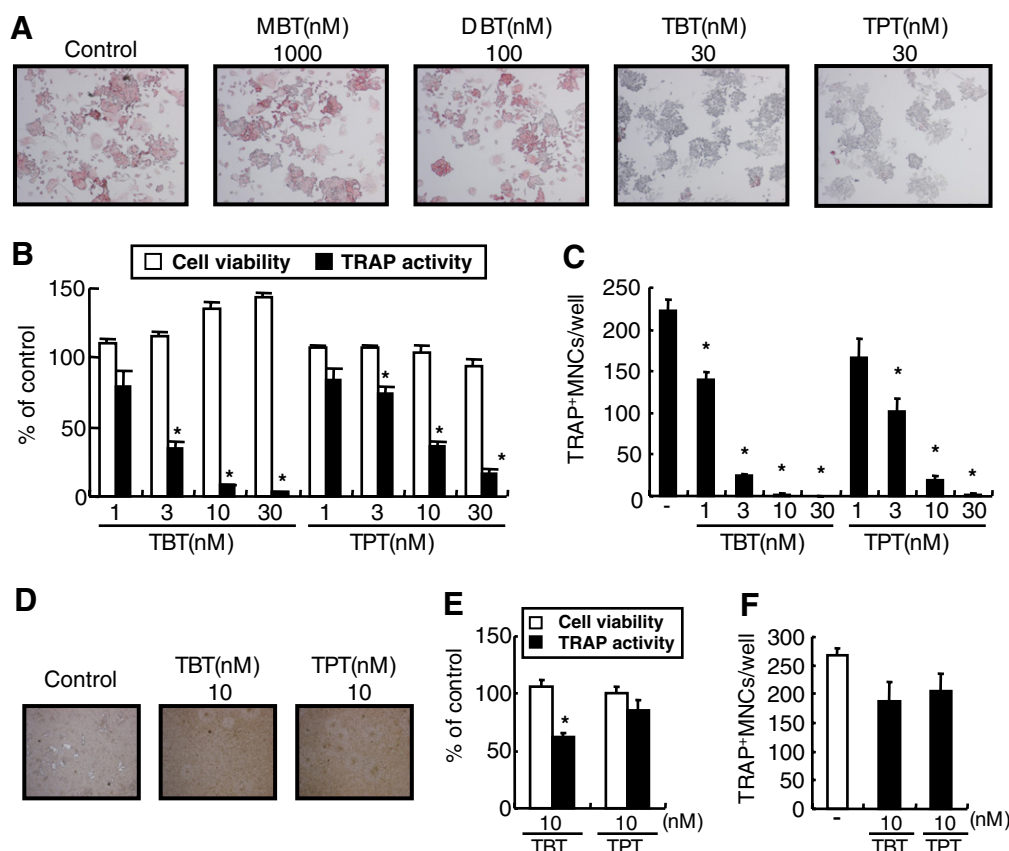 A
Control
MBT(nM)
1000
DBT(nM)
100
TBT(nM)
30
TPT(nM)
30
B
Cell viability TRAP activity
% of control
150
100
50
0
* * * * * *
1 3 10 30 1 3 10 30
TBT(nM) TPT(nM)
C
TRAP+MNCs/well
250
200
150
100
50
0
* * * * * * *
- 1 3 10 30 1 3 10 30
TBT(nM) TPT(nM)
D
Control
TBT(nM)
10
TPT(nM)
10
E
Cell viability
TRAP activity
% of control
150
100
50
0
*
10 10 (nM)
TBT TPT
F
TRAP+MNCs/well
300
250
200
150
100
150
0
- 10 10 (nM)
TBT TPT